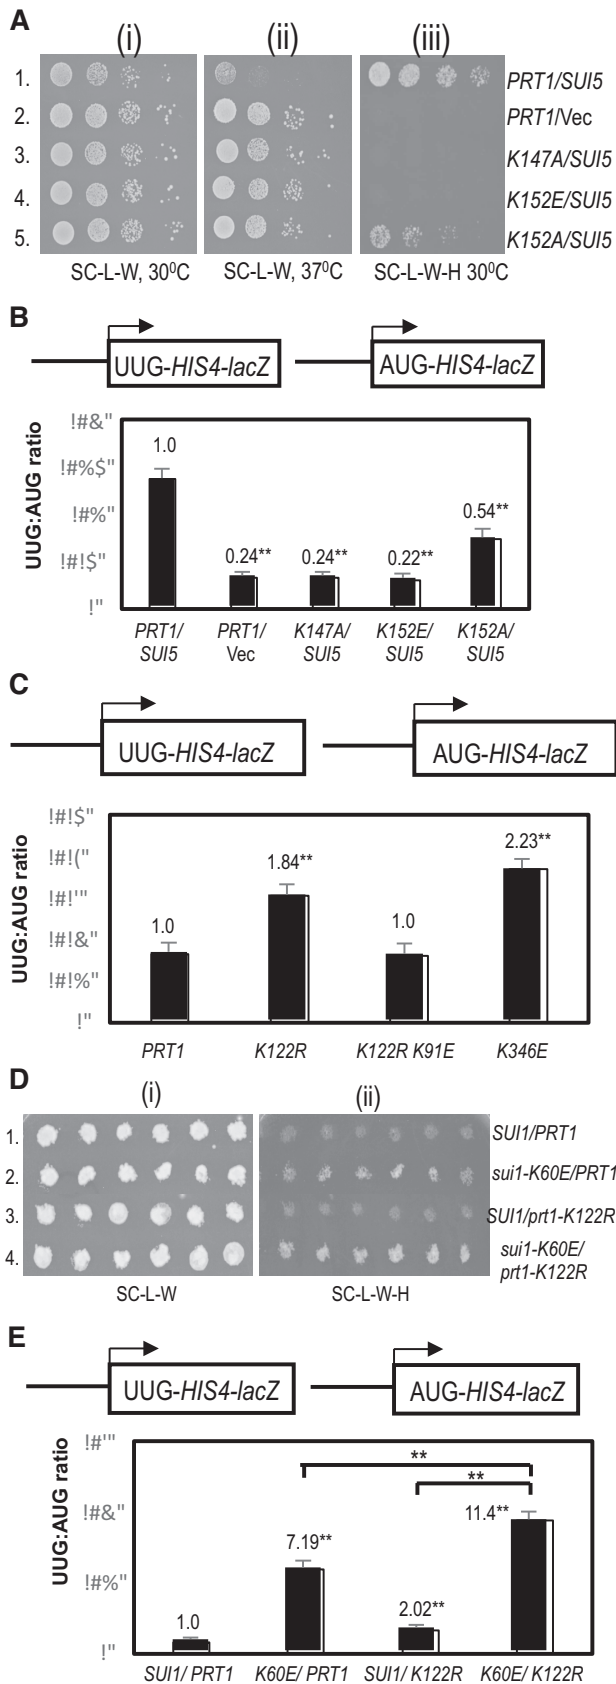 A
(i) (ii) (iii)
1. PRT1/SUI5
2. PRT1/Vec
3. K147A/SUI5
4. K152E/SUI5
5. K152A/SUI5
SC-L-W, 30⁰C SC-L-W, 37⁰C SC-L-W-H 30⁰C
B
UUG-HIS4-lacZ AUG-HIS4-lacZ
UUG:AUG ratio
!#&"
!#%$"
!#%"
!#!$"
!"
1.0 0.24** 0.24** 0.22** 0.54**
PRT1/ PRT1/ K147A/ K152E/ K152A/
SUI5 Vec SUI5 SUI5 SUI5
C
UUG-HIS4-lacZ AUG-HIS4-lacZ
UUG:AUG ratio
!#!$"
!#!("
!#!'"
!#!&"
!#!%"
!"
1.0 1.84** 1.0 2.23**
PRT1 K122R K122R K91E K346E
D
(i) (ii)
1. SUI1/PRT1
2. sui1-K60E/PRT1
3. SUI1/prt1-K122R
4. sui1-K60E/
prt1-K122R
SC-L-W SC-L-W-H
E
UUG-HIS4-lacZ AUG-HIS4-lacZ
UUG:AUG ratio
!#'"
!#&"
!#%"
!"
**
**
1.0 7.19** 2.02** 11.4**
SUI1/ PRT1 K60E/ PRT1 SUI1/ K122R K60E/ K122R